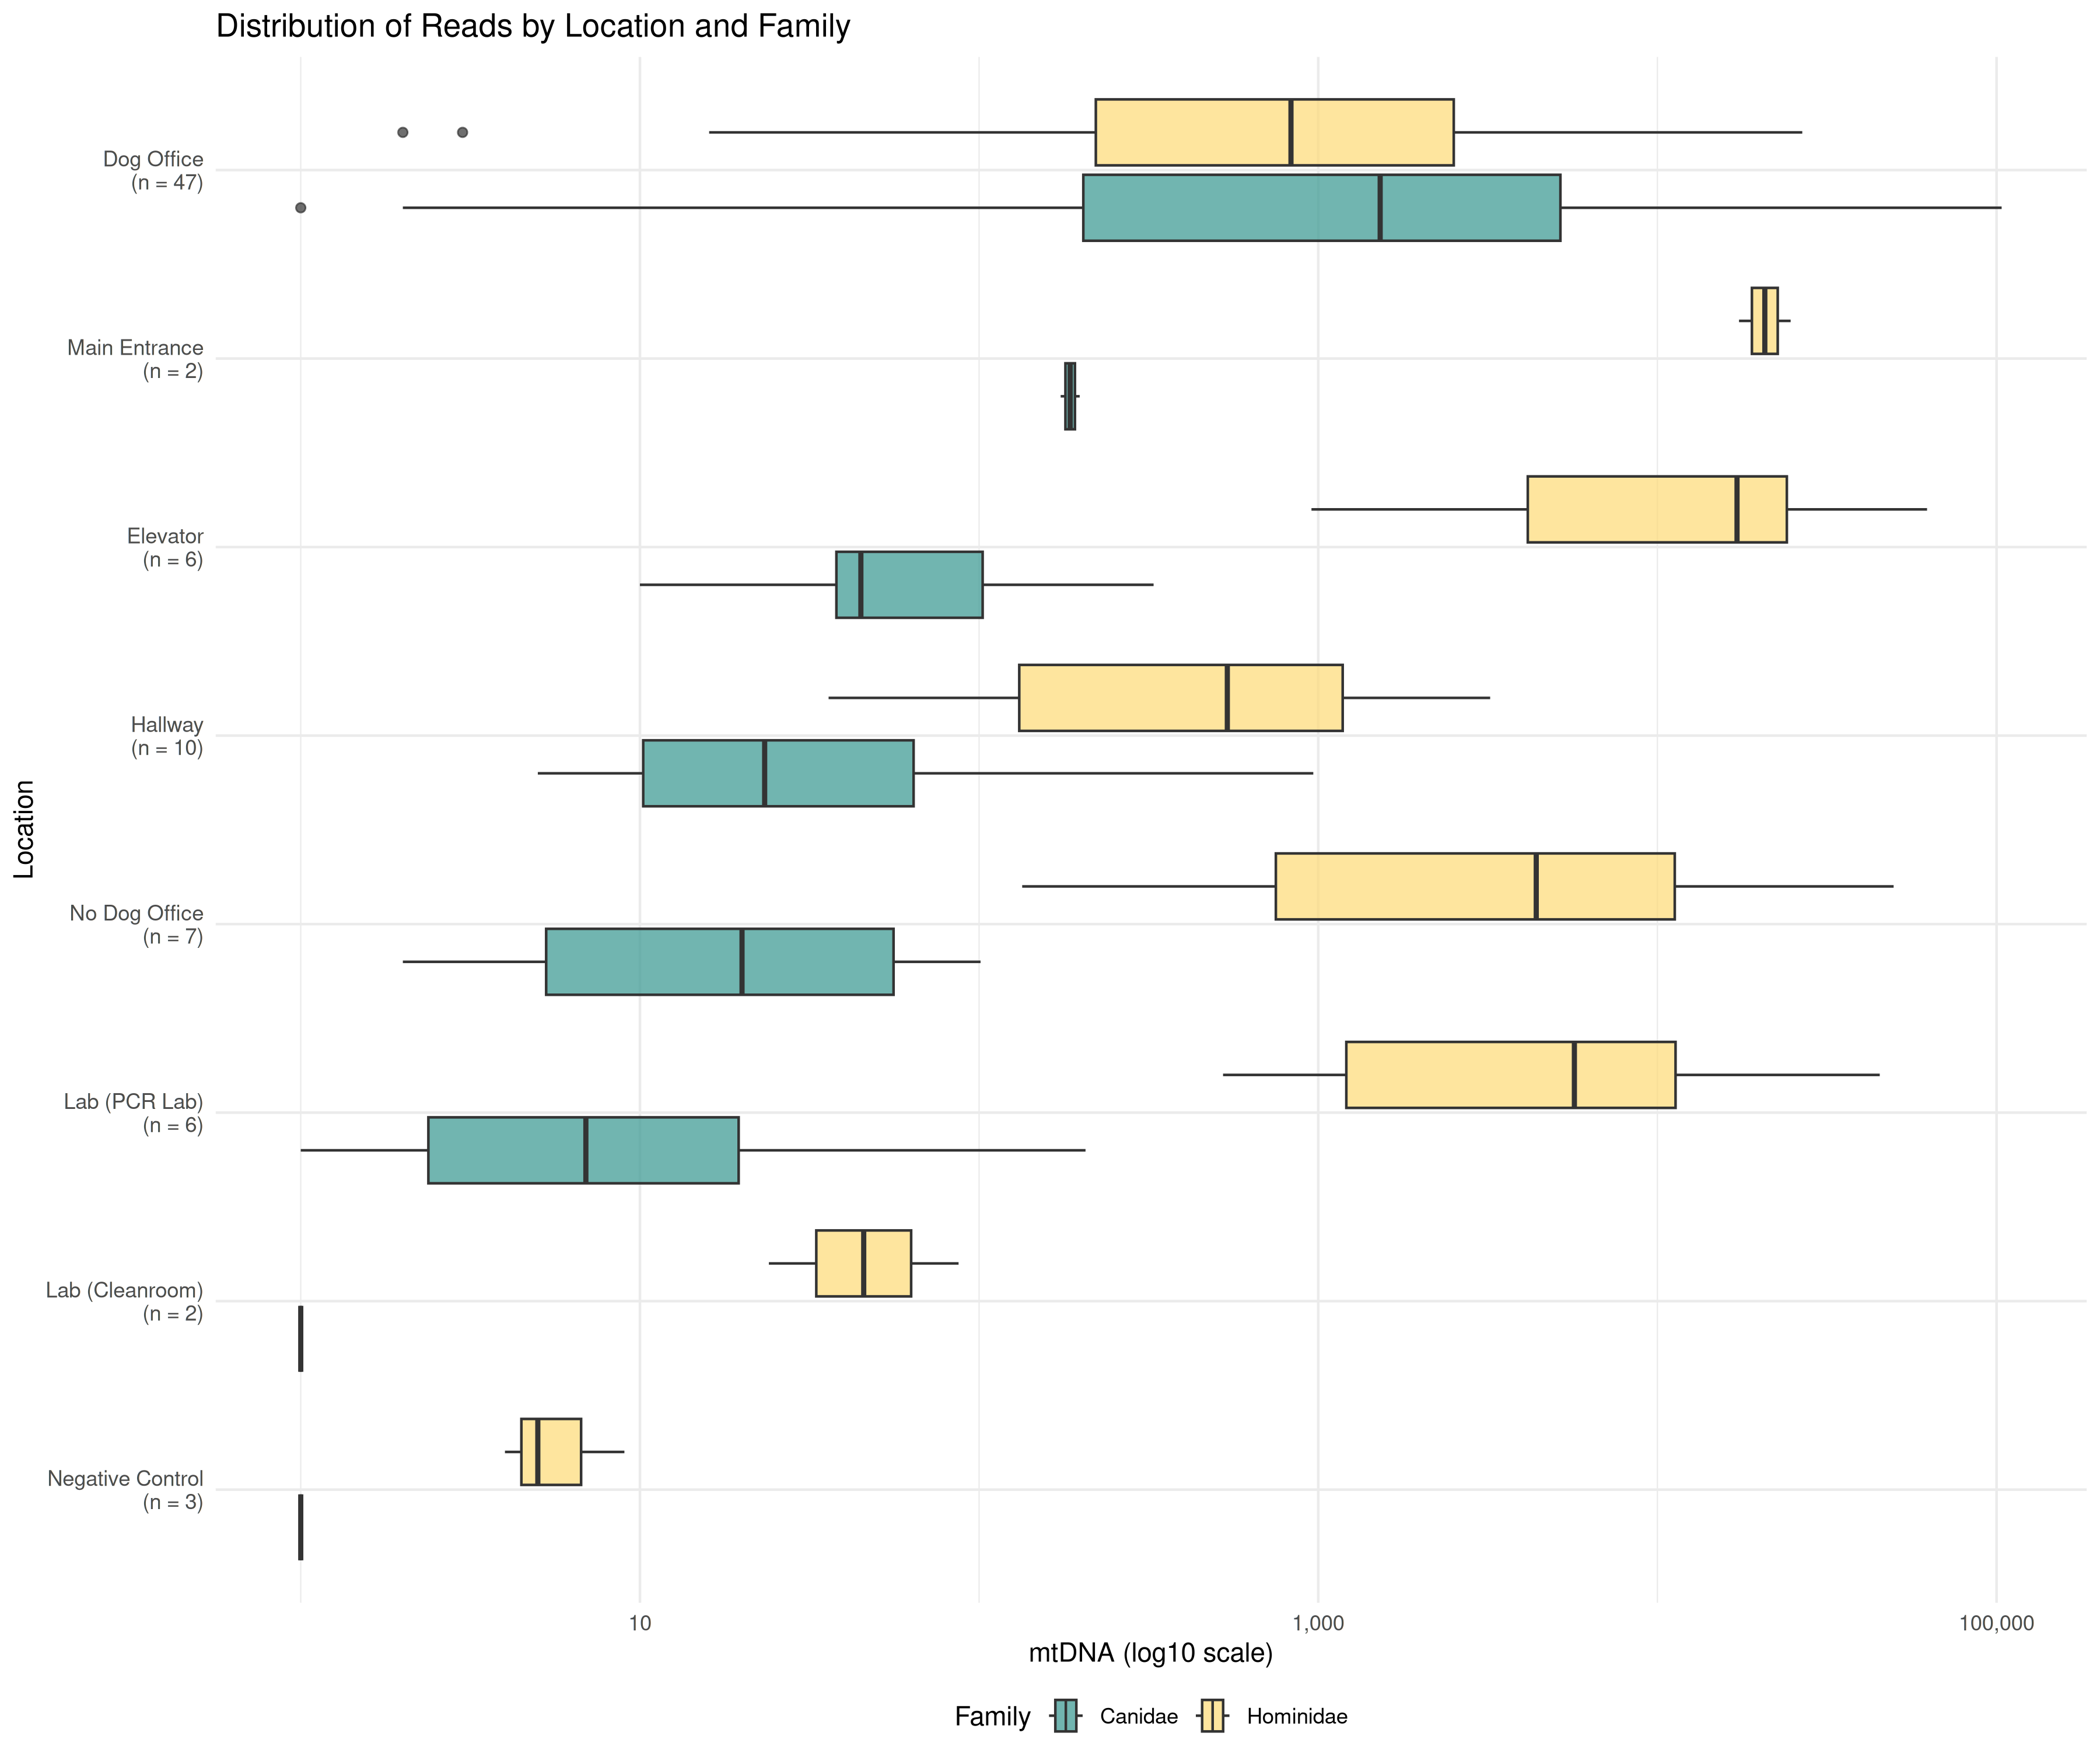 Distribution of Reads by Location and Family
Dog Office
(n = 47)
Main Entrance
(n = 2)
Elevator
(n = 6)
Hallway
(n = 10)
No Dog Office
(n = 7)
Lab (PCR Lab)
(n = 6)
Lab (Cleanroom)
(n = 2)
Negative Control
(n = 3)
Location
10
1,000
100,000
mtDNA (log10 scale)
Family
Canidae
Hominidae